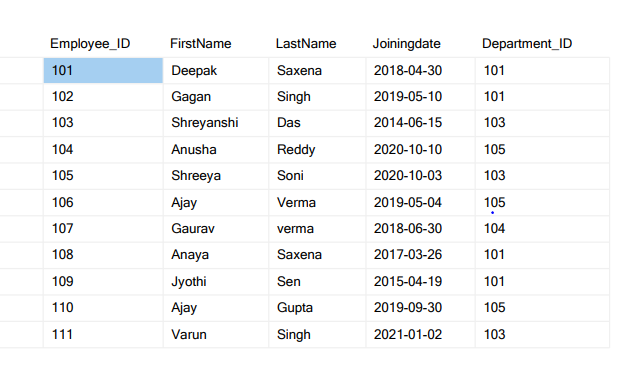 Employee_ID FirstName LastName Joiningdate Department_ID
101 Deepak Saxena 2018-04-30 101
102 Gagan Singh 2019-05-10 101
103 Shreyanshi Das 2014-06-15 103
104 Anusha Reddy 2020-10-10 105
105 Shreeya Soni 2020-10-03 103
106 Ajay Verma 2019-05-04 105
107 Gaurav verma 2018-06-30 104
108 Anaya Saxena 2017-03-26 101
109 Jyothi Sen 2015-04-19 101
110 Ajay Gupta 2019-09-30 105
111 Varun Singh 2021-01-02 103